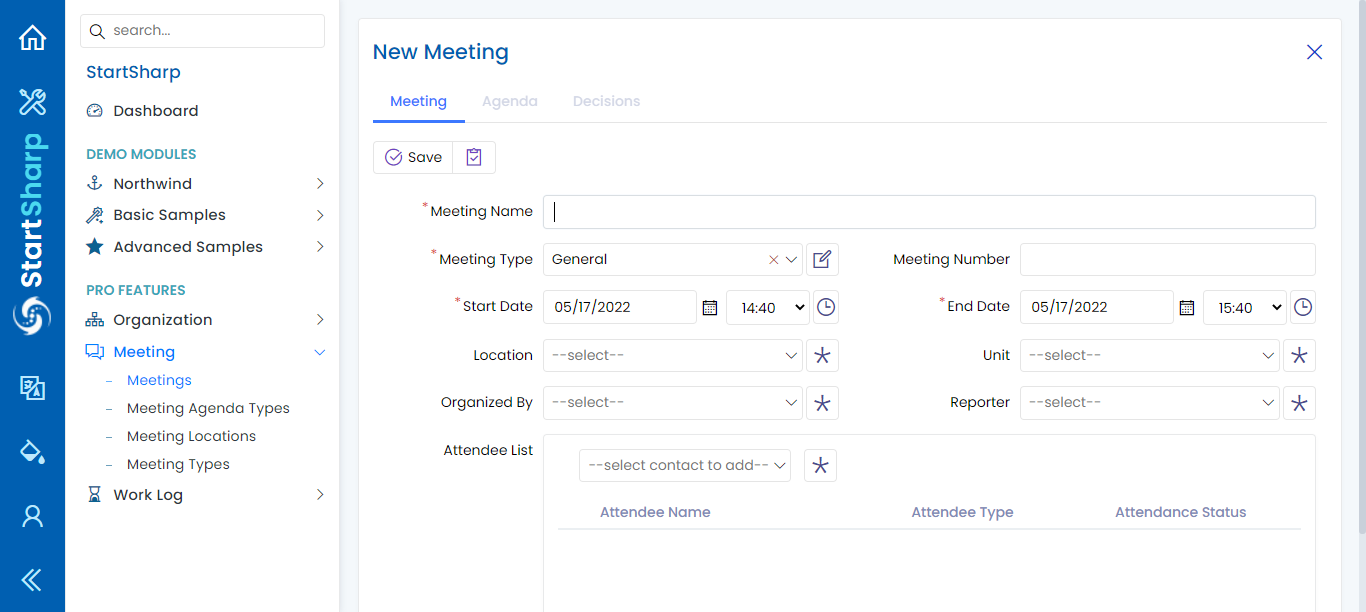 StartSharp
search...
StartSharp
Dashboard
DEMO MODULES
Northwind
Basic Samples
Advanced Samples
PRO FEATURES
Organization
Meeting
– Meetings
– Meeting Agenda Types
– Meeting Locations
– Meeting Types
Work Log
New Meeting
Meeting Agenda Decisions
Save
*Meeting Name
*Meeting Type General Meeting Number
*Start Date 05/17/2022 14:40 *End Date 05/17/2022 15:40
Location --select-- Unit --select--
Organized By --select-- Reporter --select--
Attendee List
--select contact to add--
Attendee Name Attendee Type Attendance Status